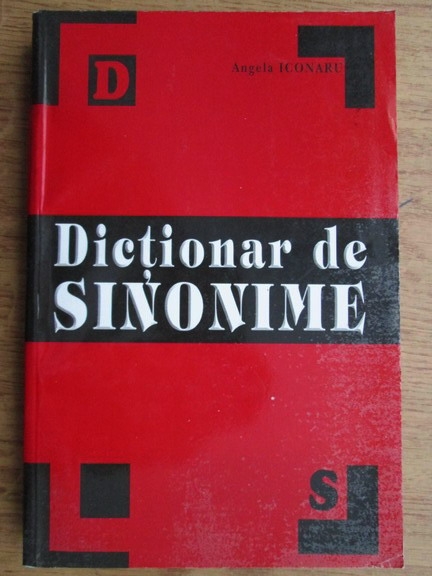 D
Angela ICONARU
Dicționar de
SINONIME
S